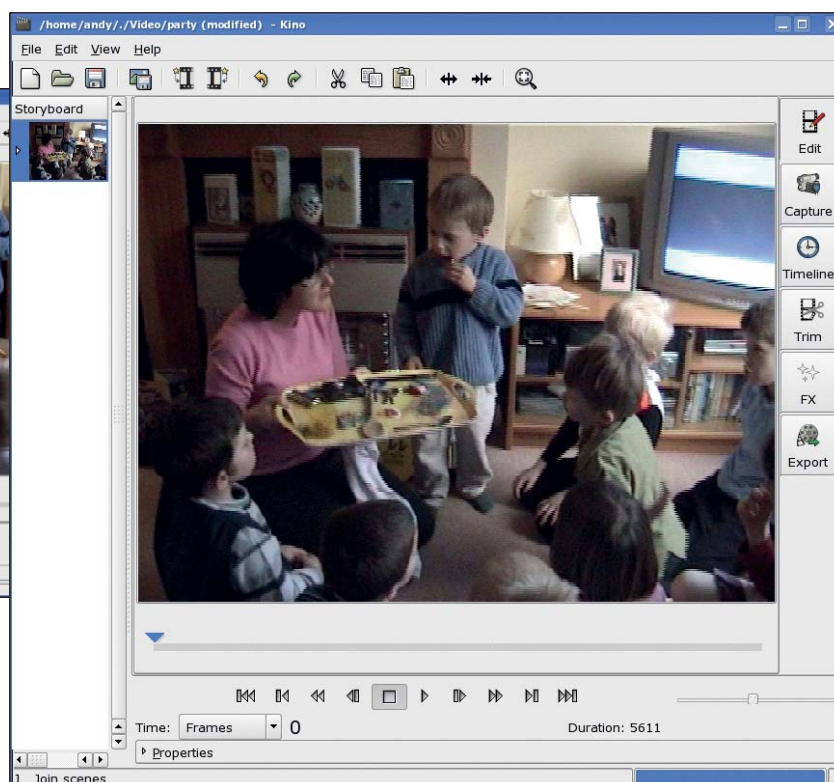 /home/andy/./Video/party (modified) - Kino
File Edit View Help
Storyboard
Edit
Capture
Timeline
Trim
FX
Export
Time: Frames 0 Duration: 5611
Properties
1 Join scenes